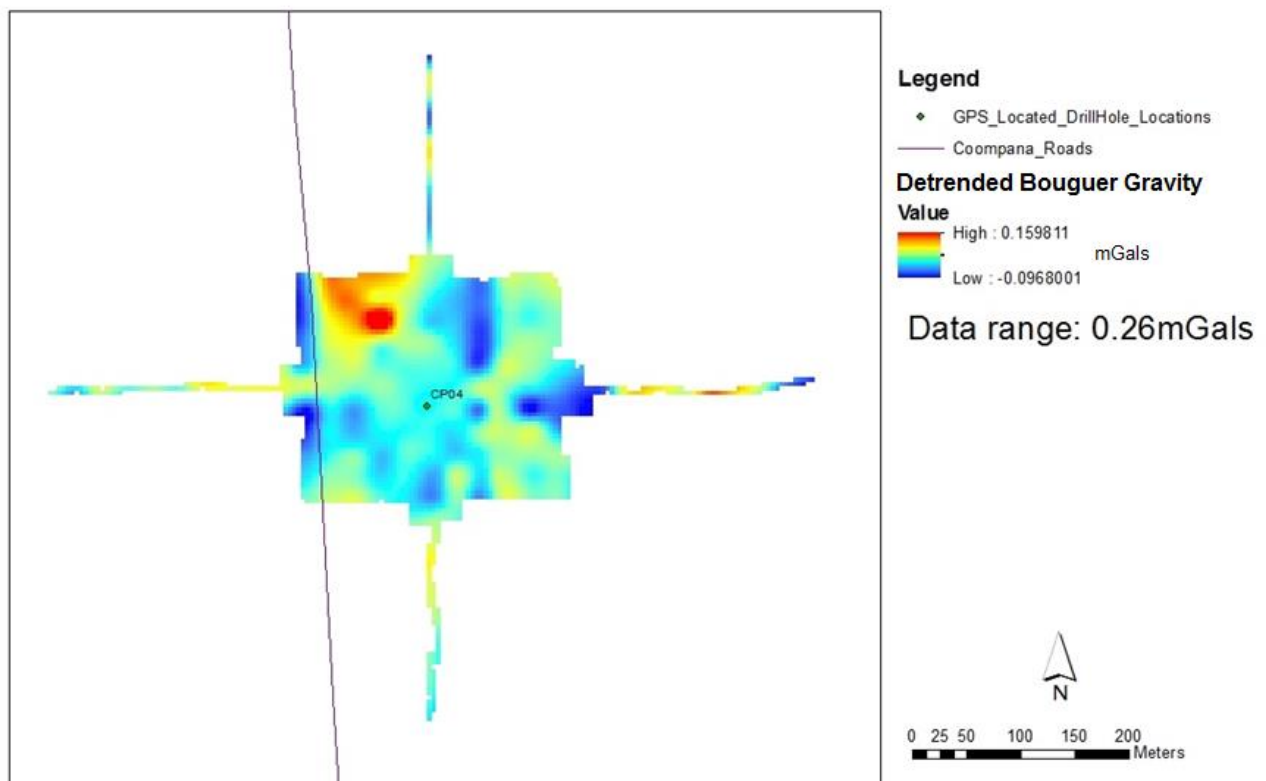 CP04
Legend
GPS_Located_DrillHole_Locations
Coompana_Roads
Detrended Bouguer Gravity
Value
High : 0.159811
mGals
Low : -0.0968001
Data range: 0.26mGals
N
0 25 50 100 150 200
Meters